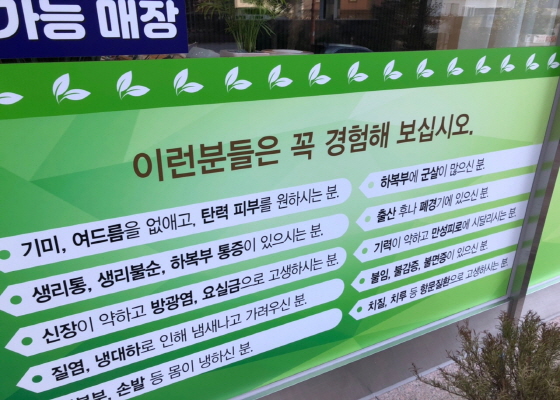 가능 매장
이런분들은 꼭 경험해 보십시오.
기미, 여드름을 없애고, 탄력 피부를 원하시는 분.
생리통, 생리불순, 하복부 통증이 있으시는 분.
신장이 약하고 방광염, 요실금으로 고생하시는 분.
질염, 냉대하로 인해 냄새나고 가려우신 분.
손발 등 몸이 냉하신 분.
하복부에 군살이 많으신 분.
출산 후나 폐경기에 있으신 분.
기력이 약하고 만성피로에 시달리시는 분.
불임, 불감증, 불면증이 있으신 분.
치질, 치루 등 항문질환으로 고생하시는 분.